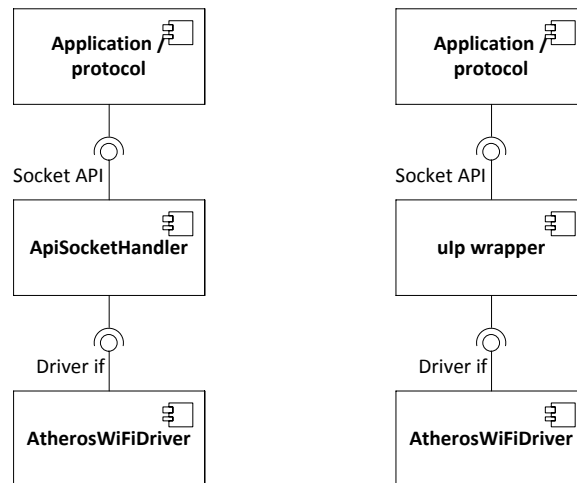 Application /
protocol
Socket API
ApiSocketHandler
Driver if
AtherosWiFiDriver
Application /
protocol
Socket API
uIp wrapper
Driver if
AtherosWiFiDriver